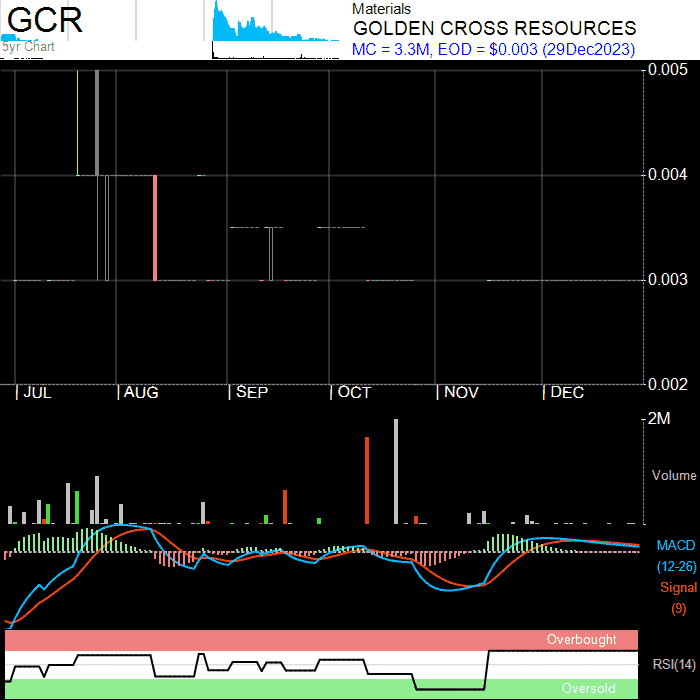 GCR
5yr Chart
Materials
GOLDEN CROSS RESOURCES
MC = 3.3M, EOD = $0.003 (29Dec2023)
0.005
0.004
0.003
0.002
JUL AUG SEP OCT NOV DEC
2M
Volume
MACD
(12-26)
Signal
(9)
Overbought
RSI(14)
Oversold